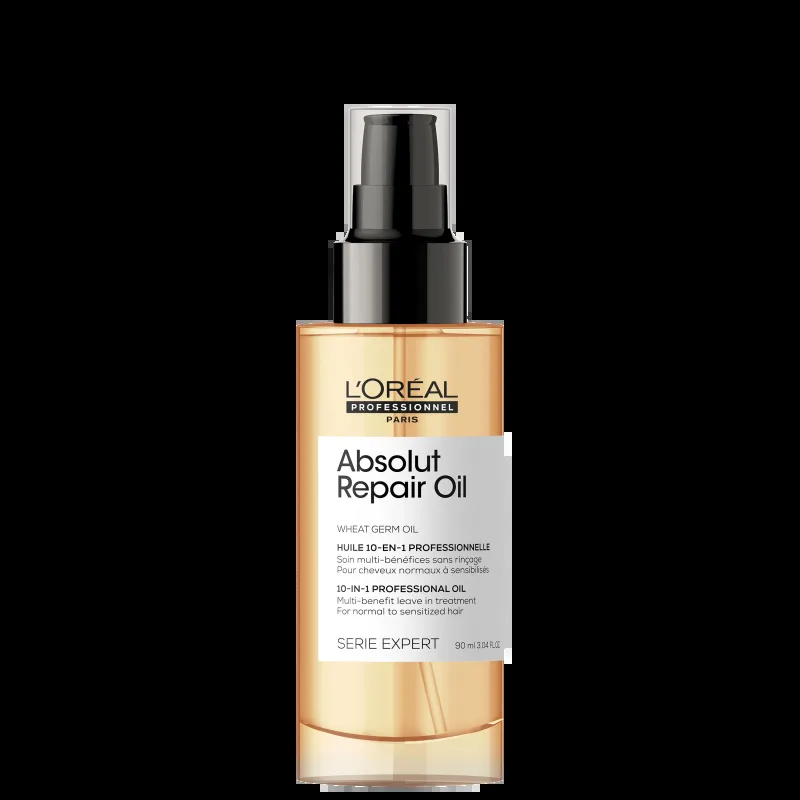 L'ORÉAL
PROFESSIONNEL
PARIS
Absolut
Repair Oil
WHEAT GERM OIL
HUILE 10-EN-1 PROFESSIONNELLE
Soin multi-bénéfices sans rinçage
Pour cheveux normaux à sensibilisés
10-IN-1 PROFESSIONAL OIL
Multi-benefit leave in treatment
For normal to sensitized hair
SERIE EXPERT 90 ml 3.04 FL.OZ